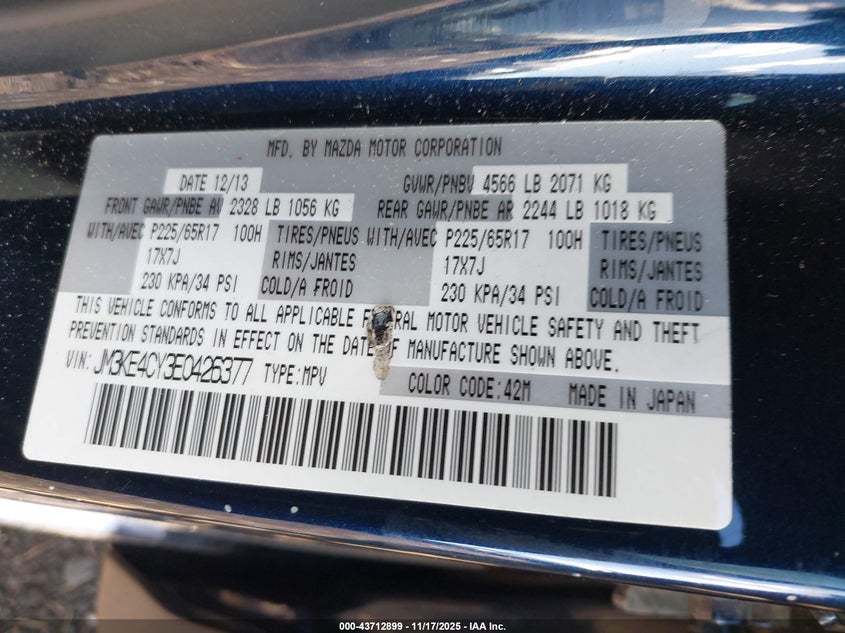 MFD. BY MAZDA MOTOR CORPORATION
DATE 12/13 GVWR/PNBV 4566 LB 2071 KG
FRONT GAWR/PNBE AV 2328 LB 1056 KG REAR GAWR/PNBE AR 2244 LB 1018 KG
WITH/AVEC P225/65R17 100H TIRES/PNEUS WITH/AVEC P225/65R17 100H TIRES/PNEUS
17X7J RIMS/JANTES 17X7J RIMS/JANTES
230 KPA/34 PSI COLD/A FROID 230 KPA/34 PSI COLD/A FROID
THIS VEHICLE CONFORMS TO ALL APPLICABLE FEDERAL MOTOR VEHICLE SAFETY AND THEFT
PREVENTION STANDARDS IN EFFECT ON THE DATE OF MANUFACTURE SHOWN ABOVE.
VIN: JM3KE4CY3E0426377 TYPE:MPV
COLOR CODE:42M MADE IN JAPAN
000-43712899 | 11/17/2025 - IAA Inc.